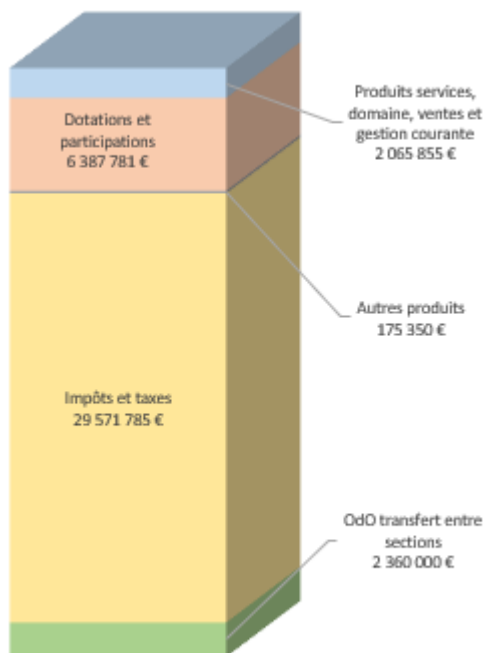 Produits services,
domaine, ventes et
gestion courante
2 065 855 €
Dotations et
participations
6 387 781 €
Autres produits
175 350 €
Impôts et taxes
29 571 785 €
OdO transfert entre
sections
2 360 000 €